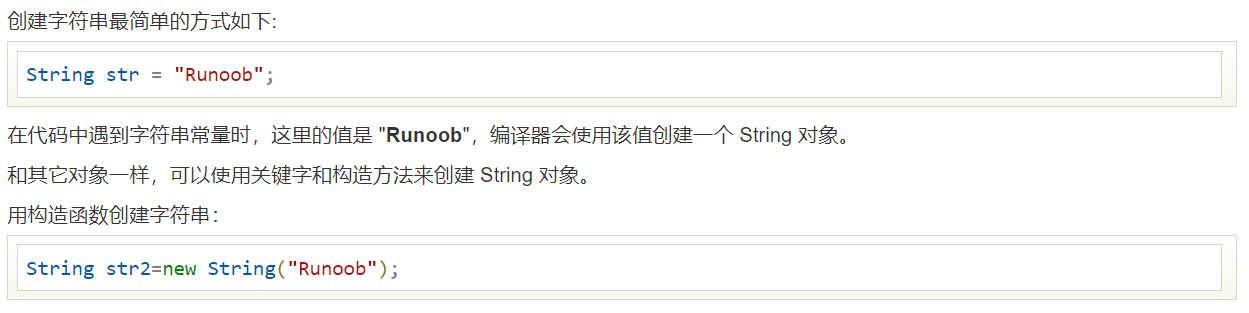 创建字符串最简单的方式如下:
String str = "Runoob";
在代码中遇到字符串常量时，这里的值是 "Runoob"，编译器会使用该值创建一个 String 对象。
和其它对象一样，可以使用关键字和构造方法来创建 String 对象。
用构造函数创建字符串：
String str2=new String("Runoob");